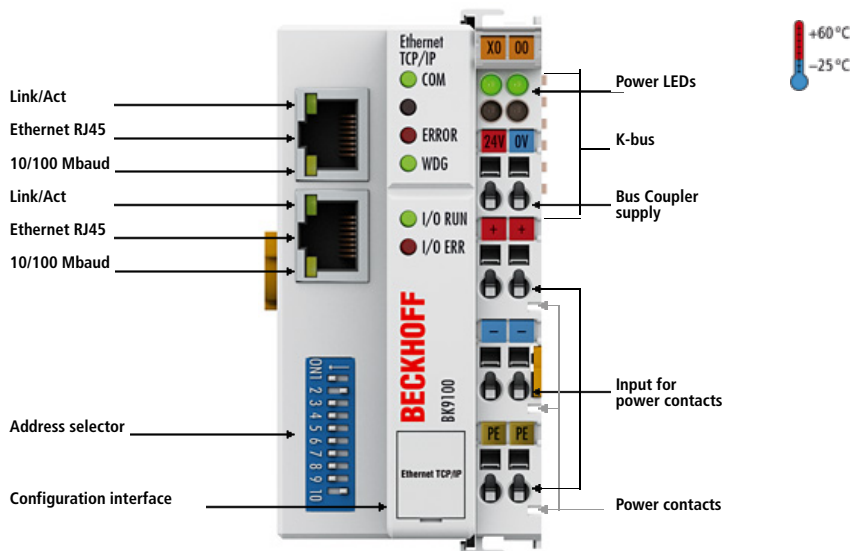 Link/Act
Ethernet RJ45
10/100 Mbaud
Link/Act
Ethernet RJ45
10/100 Mbaud
Address selector
Configuration interface
Ethernet
TCP/IP
COM
ERROR
WDG
I/O RUN
I/O ERR
BECKHOFF
BK9100
Ethernet TCP/IP
ON
1
2
3
4
5
6
7
8
9
10
X0 00
24V 0V
+ +
− −
PE PE
Power LEDs
K-bus
Bus Coupler
supply
Input for
power contacts
Power contacts
+60°C
−25°C